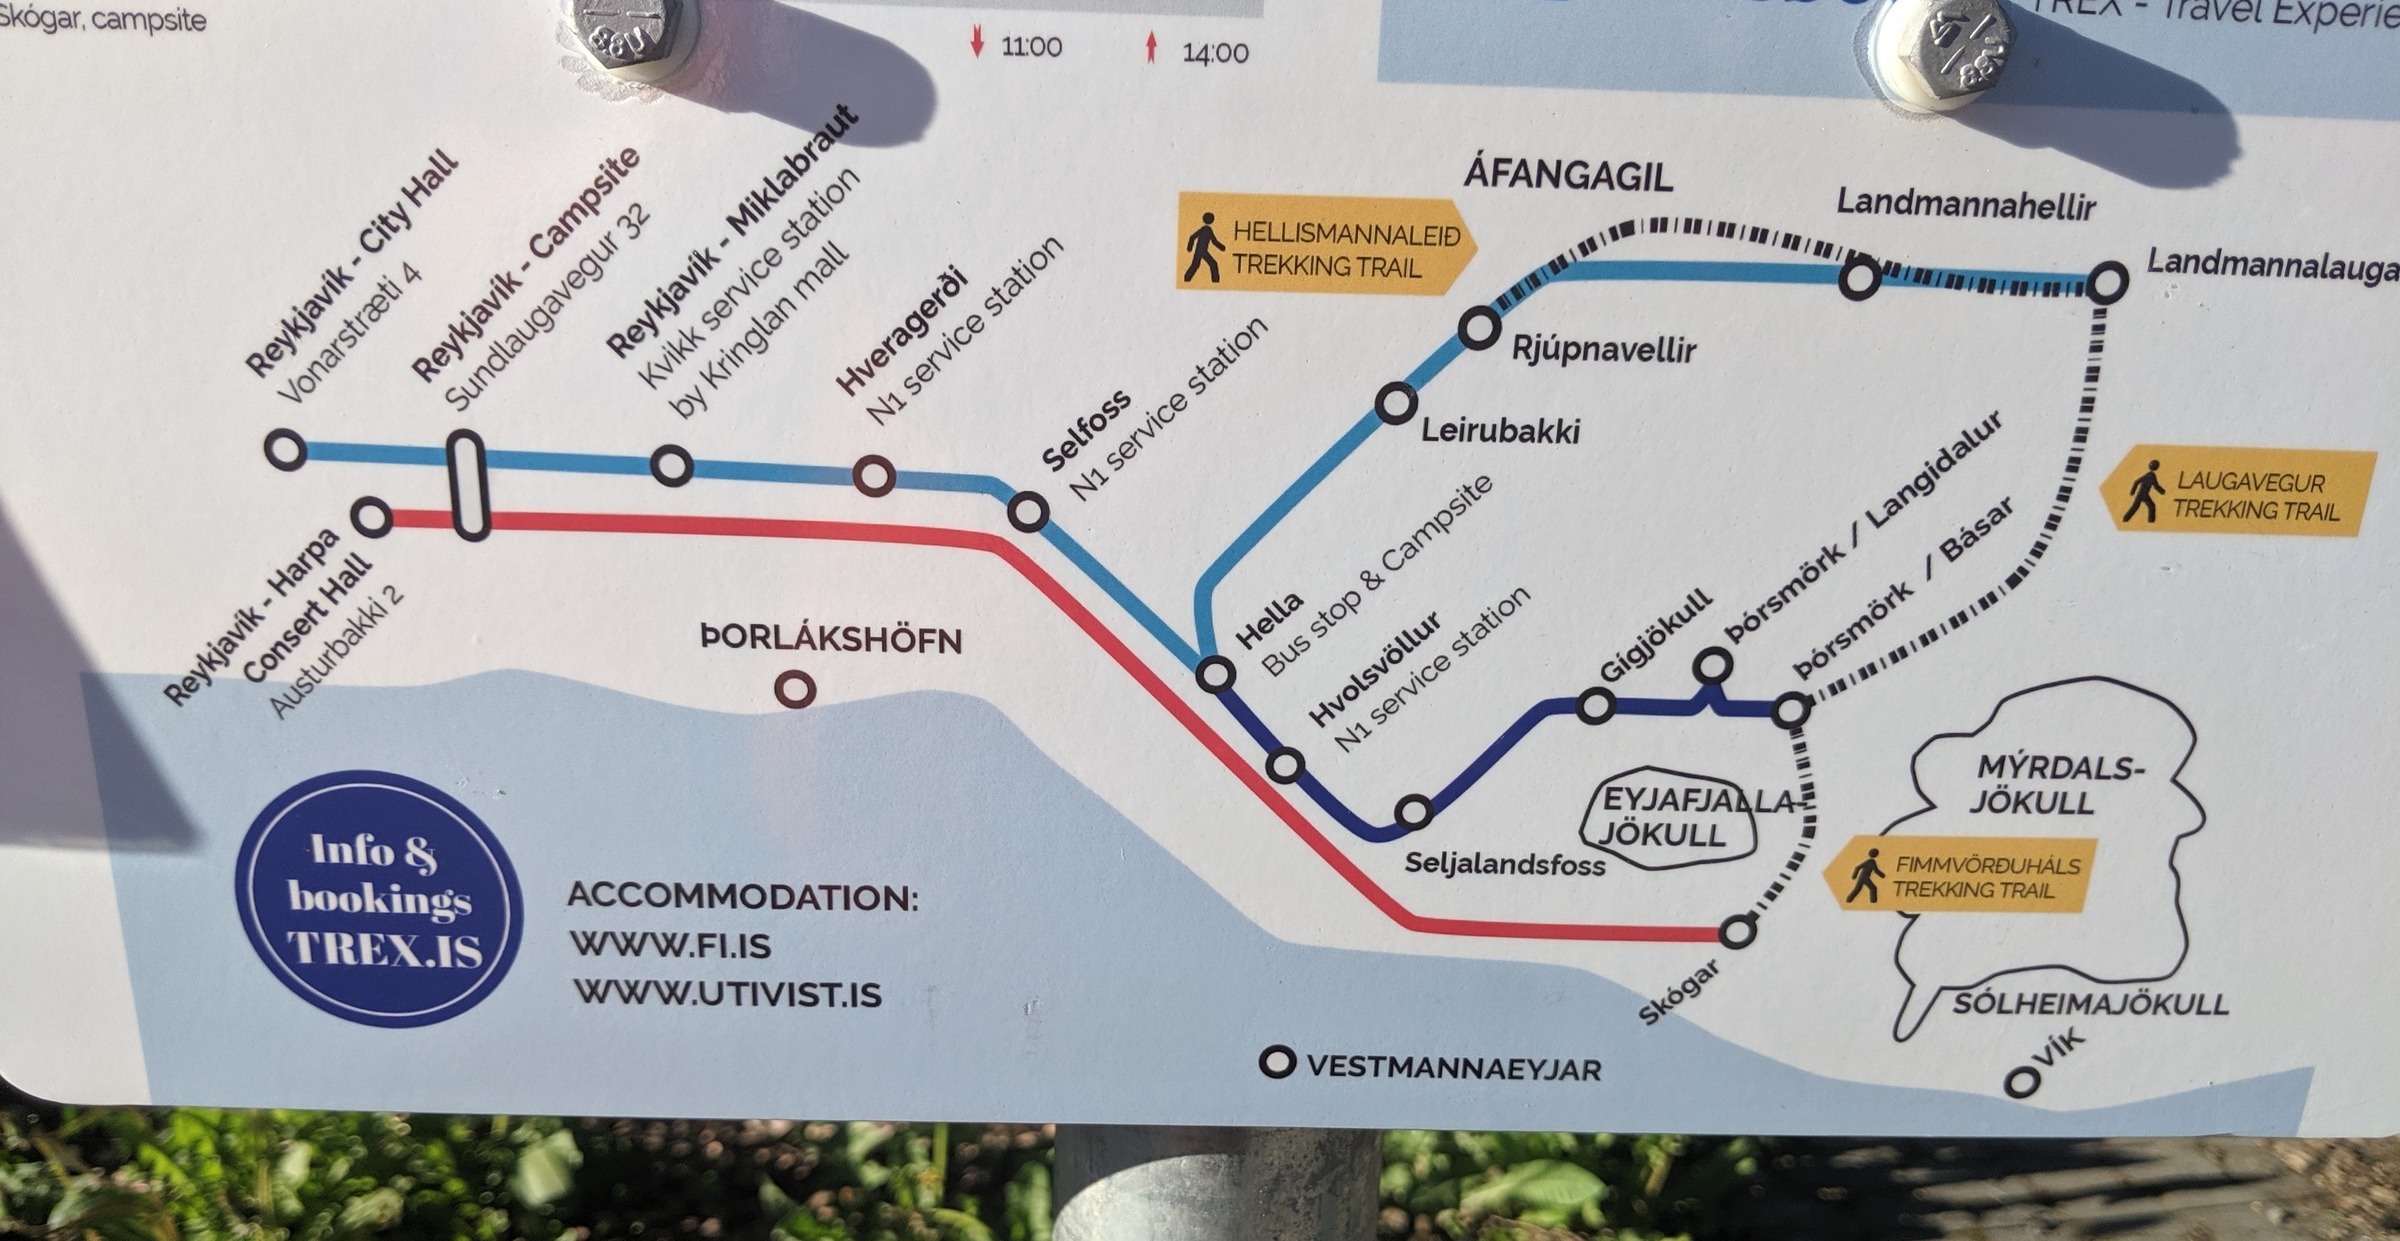 Skógar, campsite
11:00
14:00
TREX - Travel Experie
Reykjavík - City Hall
Vonarstræti 4
Reykjavík - Campsite
Sundlaugavegur 32
Reykjavík - Miklabraut
Kvikk service station
by Kringlan mall
Hveragerði
N1 service station
Selfoss
N1 service station
HELLISMANNALEIÐ
TREKKING TRAIL
ÁFANGAGIL
Landmannahellir
Landmannalauga
Rjúpnavellir
Leirubakki
LAUGAVEGUR
TREKKING TRAIL
Reykjavík - Harpa
Consert Hall
Austurbakki 2
ÞORLÁKSHÖFN
Hella
Bus stop & Campsite
Hvolsvöllur
N1 service station
Gígjökull
Þórsmörk / Langidalur
Þórsmörk / Básar
Seljalandsfoss
EYJAFJALLA-
JÖKULL
MÝRDALS-
JÖKULL
FIMMVÖRÐUHÁLS
TREKKING TRAIL
Skógar
SÓLHEIMAJÖKULL
VÍK
VESTMANNAEYJAR
Info &
bookings
TREX.IS
ACCOMMODATION:
WWW.FI.IS
WWW.UTIVIST.IS